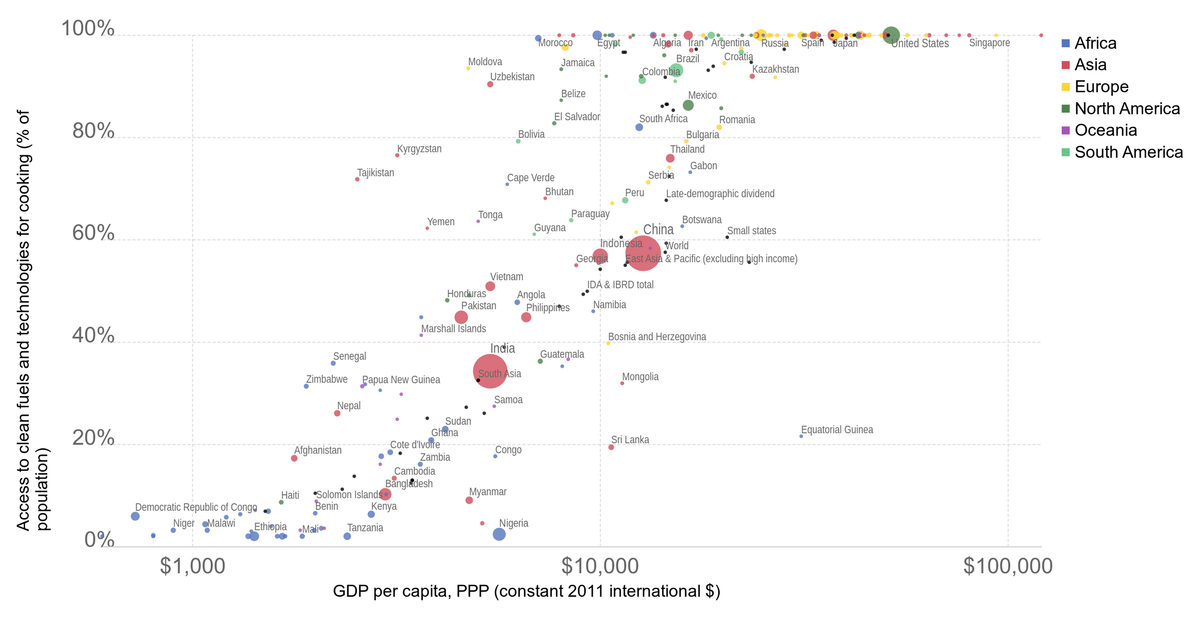 100%
80%
60%
40%
20%
0%
Access to clean fuels and technologies for cooking (% of
population)
$1,000
$10,000
$100,000
GDP per capita, PPP (constant 2011 international $)
Africa
Asia
Europe
North America
Oceania
South America
Morocco
Egypt
Algeria
Iran
Argentina
Russia
Spain
Japan
United States
Singapore
Moldova
Jamaica
Brazil
Croatia
Uzbekistan
Colombia
Kazakhstan
Belize
Mexico
El Salvador
South Africa
Romania
Bolivia
Bulgaria
Kyrgyzstan
Thailand
Tajikistan
Gabon
Cape Verde
Serbia
Bhutan
Peru
Late-demographic dividend
Yemen
Tonga
Paraguay
Botswana
Guyana
China
Small states
Indonesia
World
Georgia
East Asia & Pacific (excluding high income)
Vietnam
IDA & IBRD total
Honduras
Angola
Pakistan
Philippines
Namibia
Marshall Islands
Bosnia and Herzegovina
India
Senegal
Guatemala
South Asia
Zimbabwe
Papua New Guinea
Mongolia
Nepal
Samoa
Sudan
Ghana
Equatorial Guinea
Sri Lanka
Afghanistan
Cote d'Ivoire
Congo
Zambia
Cambodia
Bangladesh
Myanmar
Haiti
Solomon Islands
Democratic Republic of Congo
Benin
Kenya
Niger
Malawi
Ethiopia
Mali
Tanzania
Nigeria